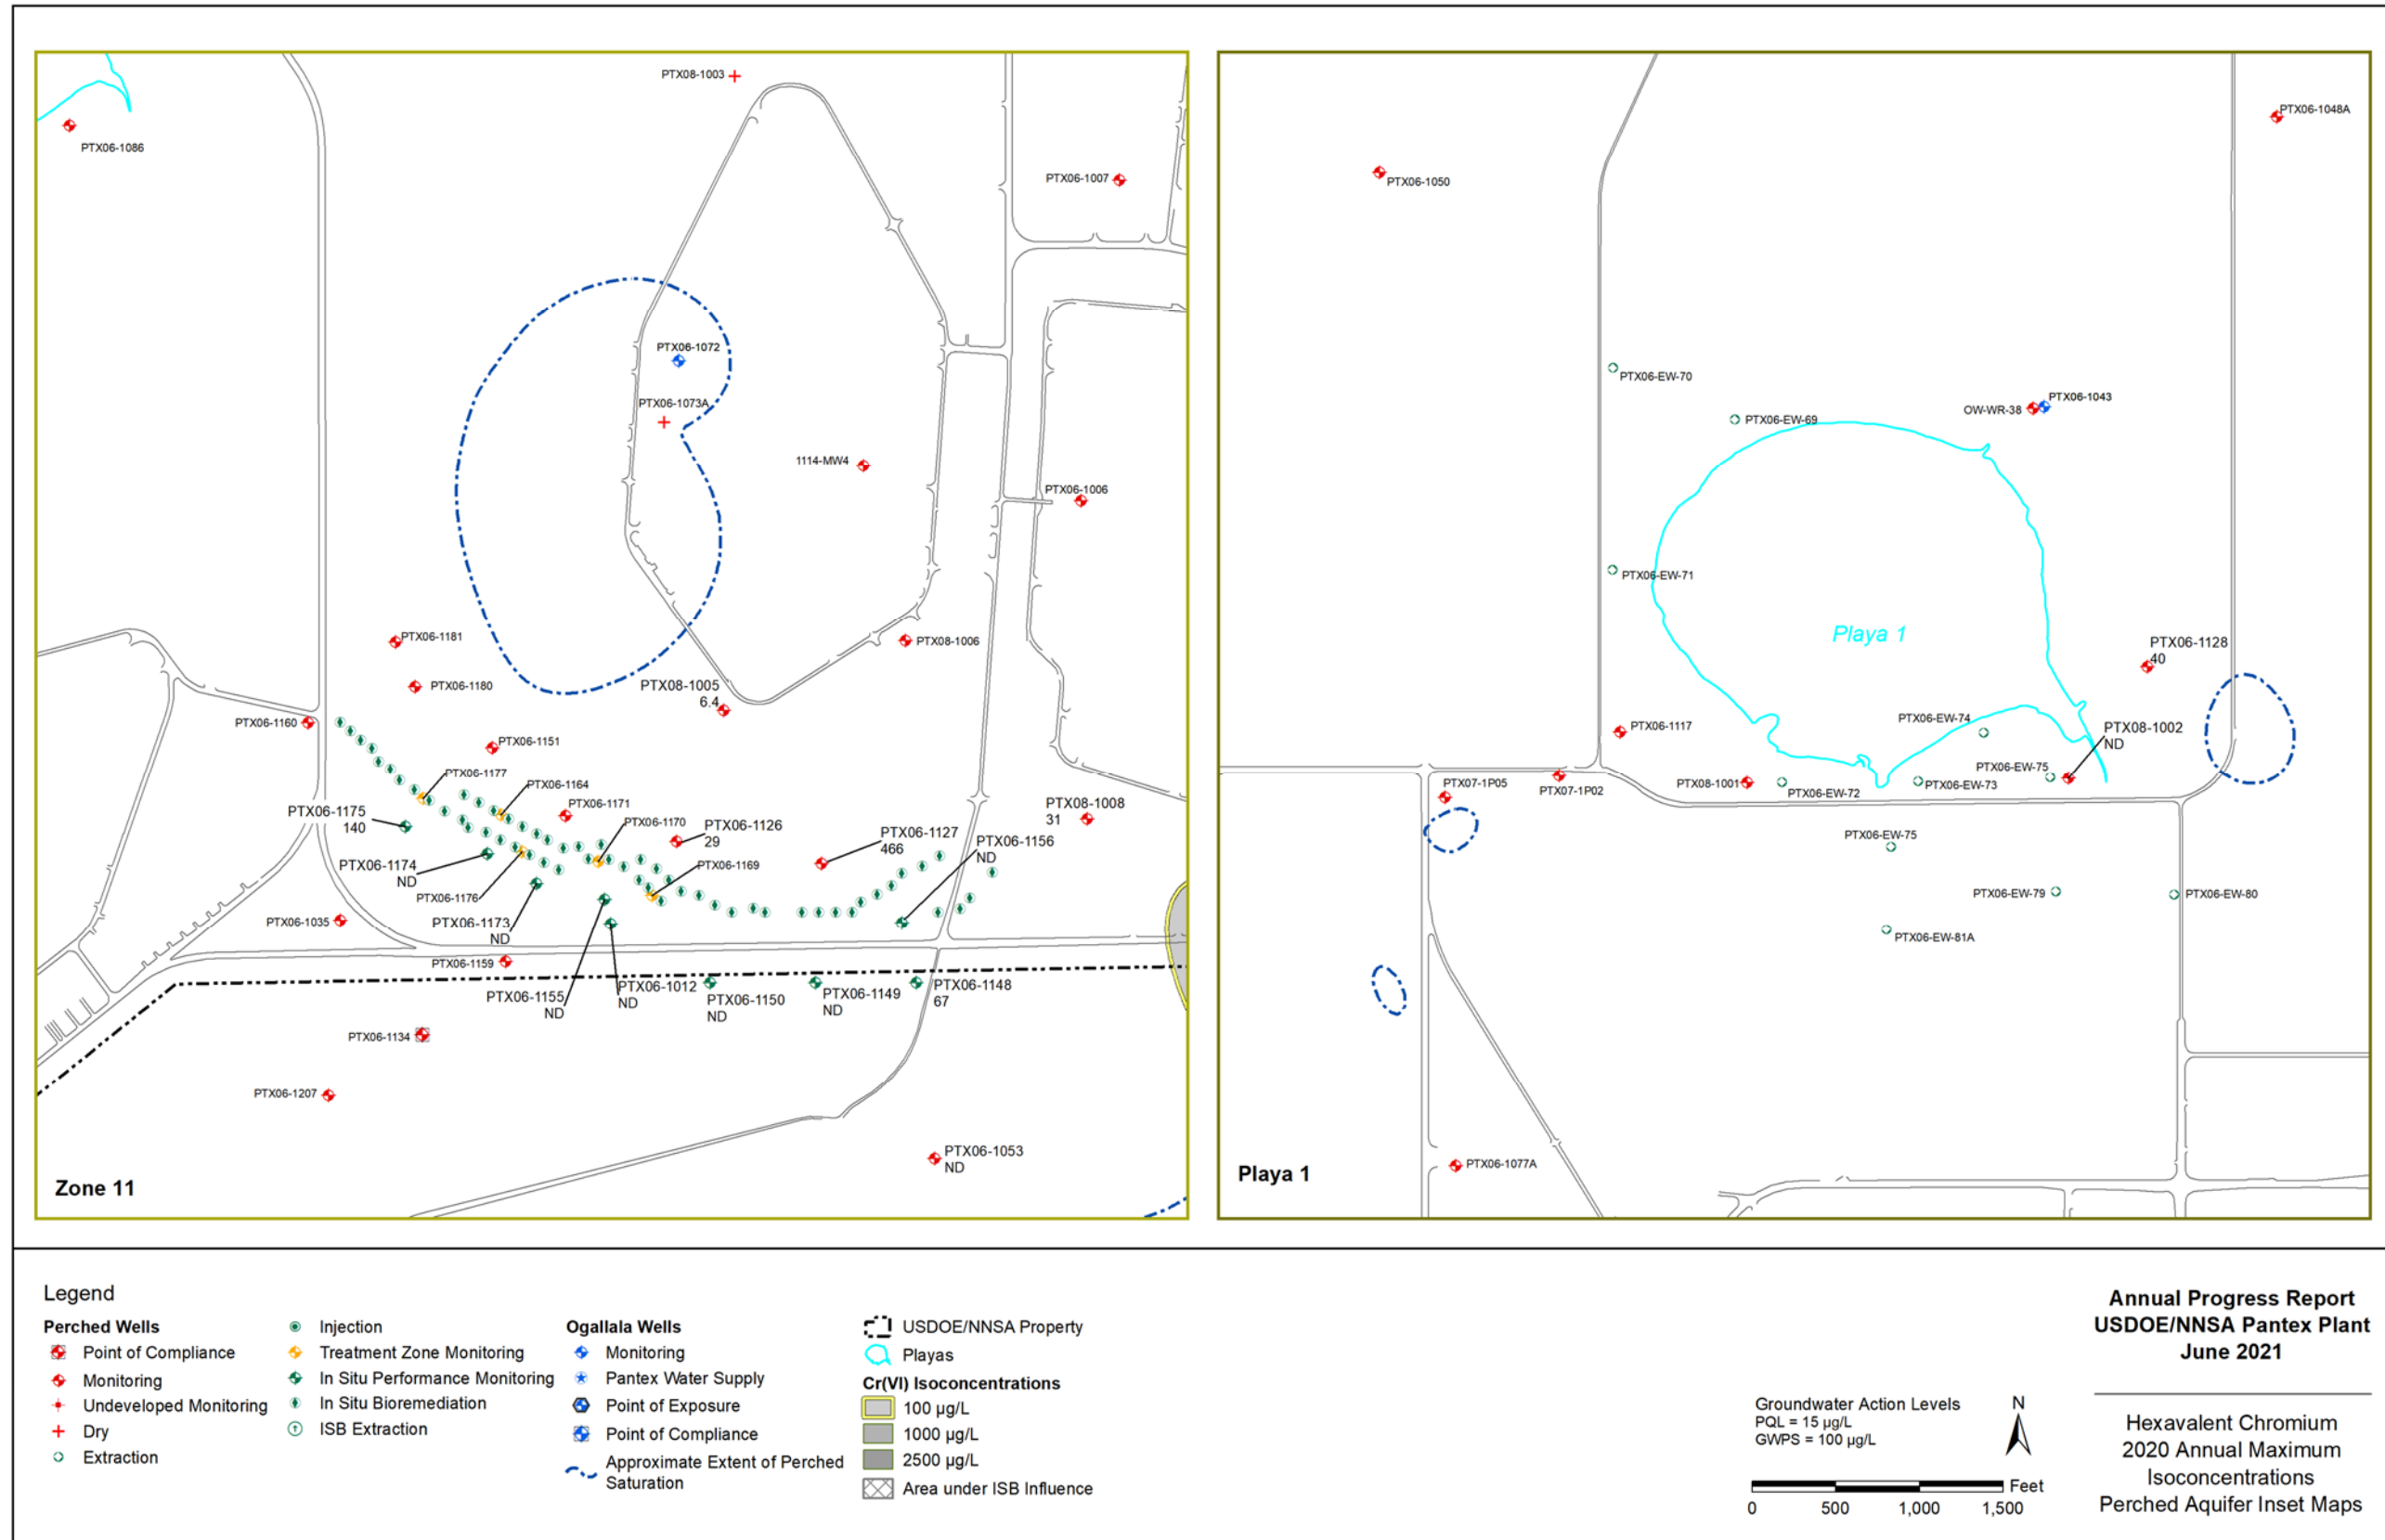 PTX08-1003
PTX06-1086
PTX06-1007
PTX06-1072
PTX06-1073A
1114-MW4
PTX06-1006
PTX06-1181
PTX08-1006
PTX06-1180
PTX08-1005
6.4
PTX06-1160
PTX06-1151
PTX06-1177
PTX06-1164
PTX06-1175
140
PTX06-1171
PTX06-1170
PTX06-1126
29
PTX06-1127
466
PTX08-1008
31
PTX06-1156
ND
PTX06-1174
ND
PTX06-1169
PTX06-1176
PTX06-1035
PTX06-1173
ND
PTX06-1159
PTX06-1155
ND
PTX06-1012
ND
PTX06-1150
ND
PTX06-1149
ND
PTX06-1148
67
PTX06-1134
PTX06-1207
PTX06-1053
ND
Zone 11
PTX06-1048A
PTX06-1050
PTX06-EW-70
PTX06-1043
OW-WR-38
PTX06-EW-69
PTX06-EW-71
Playa 1
PTX06-1128
40
PTX06-EW-74
PTX06-1117
PTX08-1002
ND
PTX06-EW-75
PTX07-1P05
PTX07-1P02
PTX08-1001
PTX06-EW-72
PTX06-EW-73
PTX06-EW-75
PTX06-EW-79
PTX06-EW-80
PTX06-EW-81A
PTX06-1077A
Playa 1
Legend
Perched Wells
Point of Compliance
Monitoring
Undeveloped Monitoring
Dry
Extraction
Injection
Treatment Zone Monitoring
In Situ Performance Monitoring
In Situ Bioremediation
ISB Extraction
Ogallala Wells
Monitoring
Pantex Water Supply
Point of Exposure
Point of Compliance
Approximate Extent of Perched
Saturation
USDOE/NNSA Property
Playas
Cr(VI) Isoconcentrations
100 µg/L
1000 µg/L
2500 µg/L
Area under ISB Influence
Groundwater Action Levels
PQL = 15 µg/L
GWPS = 100 µg/L
N
Feet
0 500 1,000 1,500
Annual Progress Report
USDOE/NNSA Pantex Plant
June 2021
Hexavalent Chromium
2020 Annual Maximum
Isoconcentrations
Perched Aquifer Inset Maps